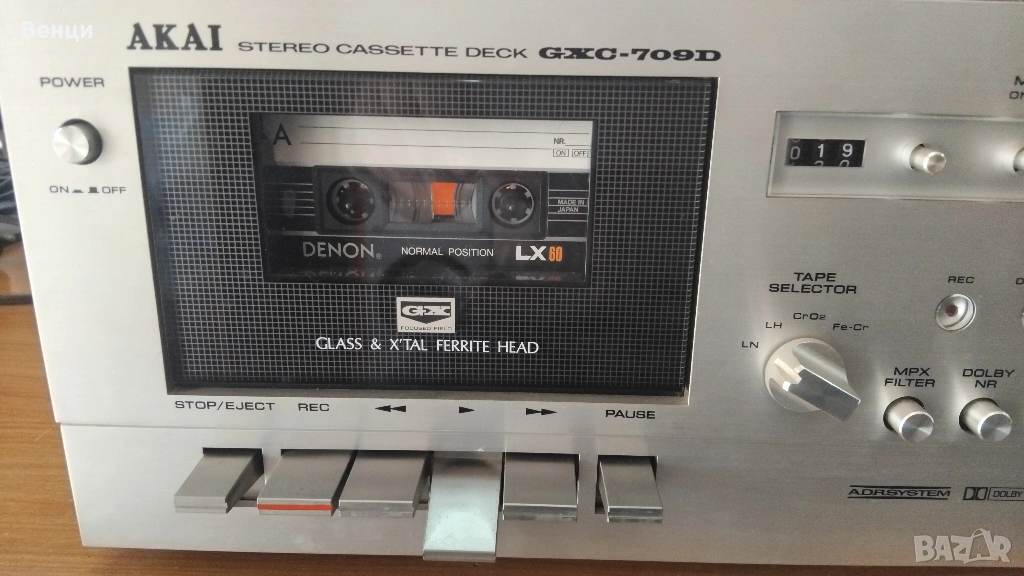 Венци
AKAI STEREO CASSETTE DECK GXC-709D
POWER
ON OFF
A
NR.
ON OFF
MADE IN
JAPAN
DENON NORMAL POSITION LX 60
GX
FOCUSED FIELD
GLASS & X'TAL FERRITE HEAD
STOP/EJECT REC ◀◀ ▶ ▶▶ PAUSE
0 1 9
TAPE
SELECTOR
LN LH CrO2 Fe-Cr
REC
MPX
FILTER
DOLBY
NR
ADRSYSTEM DOLBY
BAZAR